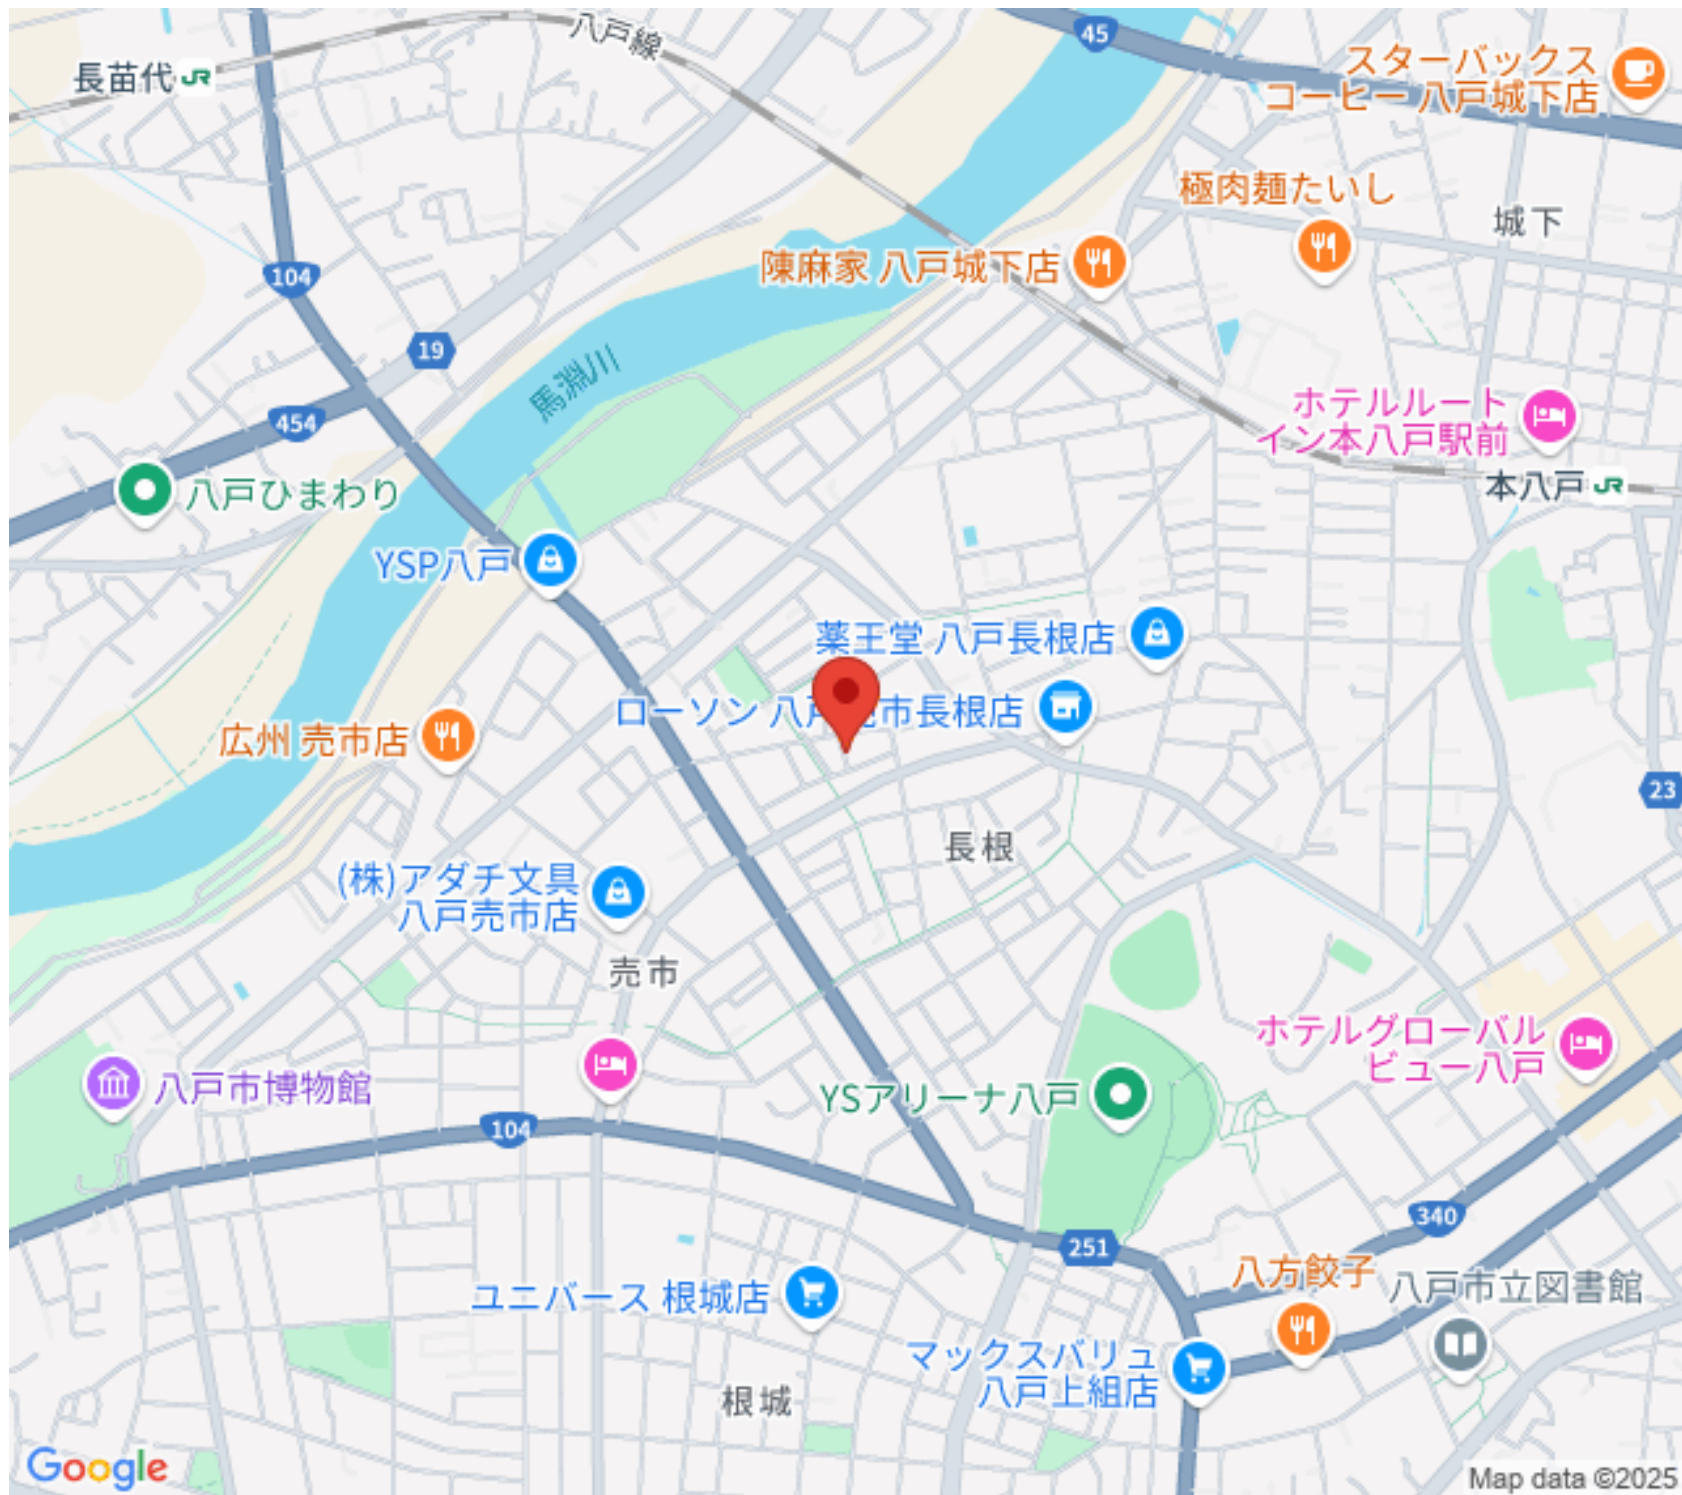 八戸線
45
長苗代 JR
スターバックス
コーヒー 八戸城下店
極肉麺たいし
城下
陳麻家 八戸城下店
104
19
馬淵川
454
ホテルルート
イン本八戸駅前
本八戸 JR
八戸ひまわり
YSP八戸
薬王堂 八戸長根店
ローソン 八戸売市長根店
広州 売市店
23
長根
(株)アダチ文具
八戸売市店
売市
ホテルグローバル
ビュー八戸
八戸市博物館
YSアリーナ八戸
104
340
251
八方餃子
八戸市立図書館
ユニバース 根城店
マックスバリュ
八戸上組店
根城
Google
Map data ©2025